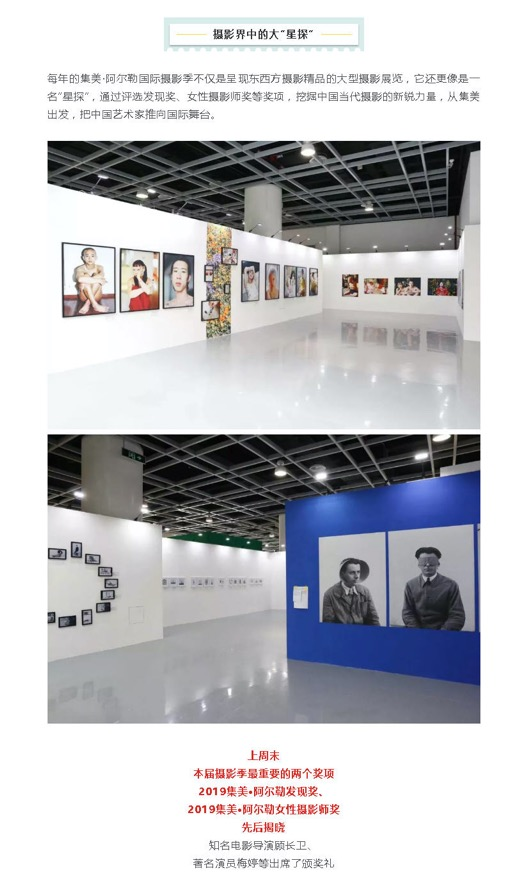 摄影界中的大“星探”
每年的集美·阿尔勒国际摄影季不仅是呈现东西方摄影精品的大型摄影展览，它还更像是一
名“星探”，通过评选发现奖、女性摄影师奖等奖项，挖掘中国当代摄影的新锐力量，从集美
出发，把中国艺术家推向国际舞台。
上周末
本届摄影季最重要的两个奖项
2019集美·阿尔勒发现奖、
2019集美·阿尔勒女性摄影师奖
先后揭晓
知名电影导演顾长卫、
著名演员梅婷等出席了颁奖礼